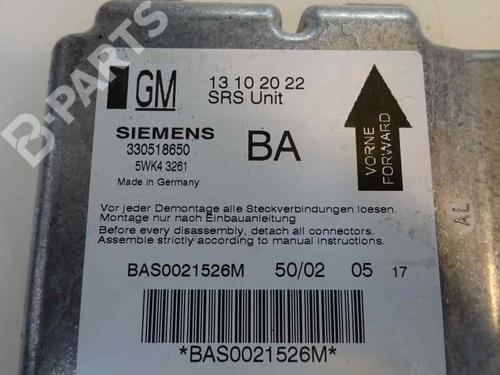 B-PARTS
GM
13 10 20 22
SRS Unit
SIEMENS
330518650
5WK4 3261
Made in Germany
BA
VORNE
FORWARD
Vor jeder Demontage alle Steckverbindungen loesen.
Montage nur nach Einbauanleitung
Before every disassembly, detach all connectors.
Assemble strictly according to manual instructions.
AL
BAS0021526M 50/02 05 17
*BAS0021526M*